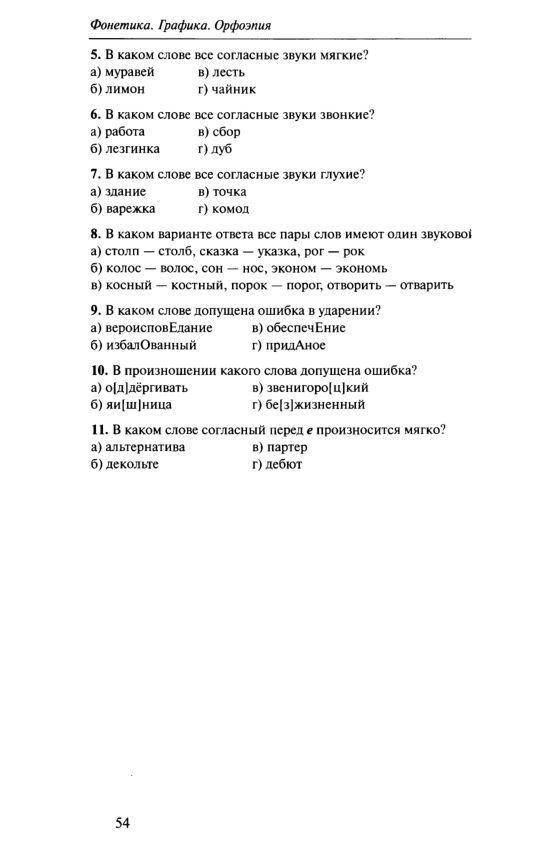 Фонетика. Графика. Орфоэпия
5. В каком слове все согласные звуки мягкие?
а) муравей в) лесть
б) лимон г) чайник
6. В каком слове все согласные звуки звонкие?
а) работа в) сбор
б) лезгинка г) дуб
7. В каком слове все согласные звуки глухие?
а) здание в) точка
б) варежка г) комод
8. В каком варианте ответа все пары слов имеют один
а) столп — столб, сказка — указка, рог — рок
б) колос — волос, сон — нос, эконом — экономь
в) косный — костный, порок — порог, отворить — отварить
9. В каком слове допущена ошибка в ударении?
а) вероисповЕдание в) обеспечЕние
б) избалОванный г) придАное
10. В произношении какого слова допущена ошибка?
а) о[д]дёргивать в) звенигоро[ц]кий
б) яи[ш]ница г) бе[з]жизненный
11. В каком слове согласный перед е произносится мягко?
а) альтернатива в) партер
б) декольте г) дебют
54